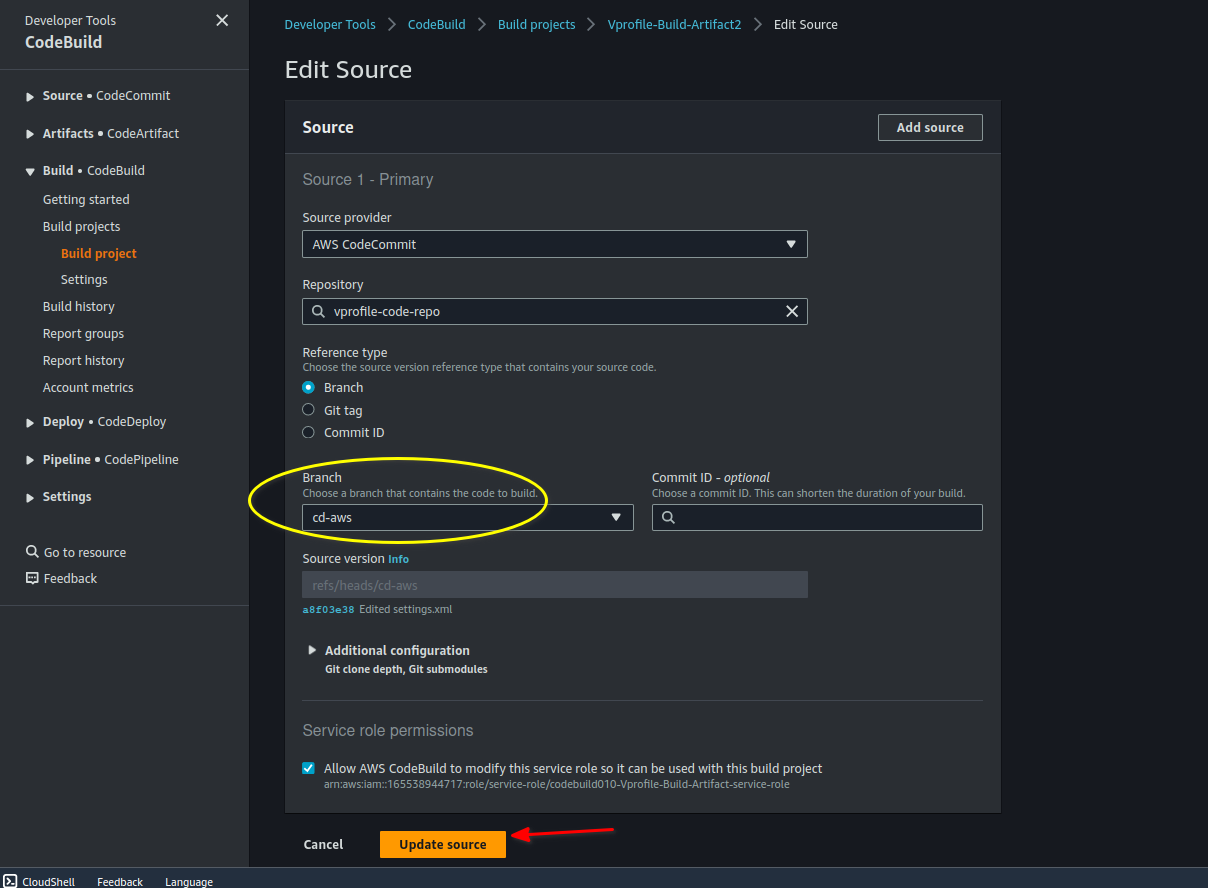 Developer Tools
CodeBuild
Source • CodeCommit
Artifacts • CodeArtifact
Build • CodeBuild
Getting started
Build projects
Build project
Settings
Build history
Report groups
Report history
Account metrics
Deploy • CodeDeploy
Pipeline • CodePipeline
Settings
Go to resource
Feedback
Developer Tools > CodeBuild > Build projects > Vprofile-Build-Artifact2 > Edit Source
Edit Source
Source
Add source
Source 1 - Primary
Source provider
AWS CodeCommit
Repository
vprofile-code-repo
Reference type
Choose the source version reference type that contains your source code.
Branch
Git tag
Commit ID
Branch
Choose a branch that contains the code to build.
cd-aws
Commit ID - optional
Choose a commit ID. This can shorten the duration of your build.
Source version Info
refs/heads/cd-aws
a8f03e38 Edited settings.xml
Additional configuration
Git clone depth, Git submodules
Service role permissions
Allow AWS CodeBuild to modify this service role so it can be used with this build project
arn:aws:iam::165538944717:role/service-role/codebuild010-Vprofile-Build-Artifact-service-role
Cancel
Update source
CloudShell Feedback Language